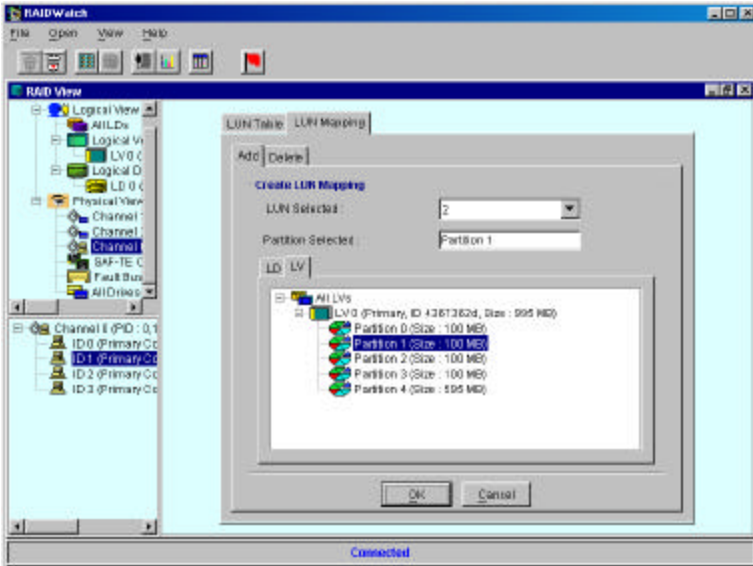 RAIDWatch
File Open View Help
RAID View
Logical View
All LDs
Logical V
LV 0
Logical D
LD 0
Physical View
Channel
Channel
Channel
SAF-TE C
Fault Bus
All Drives
Channel (PID : 0,1
ID 0 (Primary Co
ID 1 (Primary Co
ID 2 (Primary Co
ID 3 (Primary Co
LUN Table LUN Mapping
Add Delete
Create LUN Mapping
LUN Selected : 2
Partition Selected : Partition 1
LD LV
All LVs
LV 0 (Primary, ID 4367362d, Size : 995 MB)
Partition 0 (Size : 100 MB)
Partition 1 (Size : 100 MB)
Partition 2 (Size : 100 MB)
Partition 3 (Size : 100 MB)
Partition 4 (Size : 595 MB)
OK Cancel
Connected